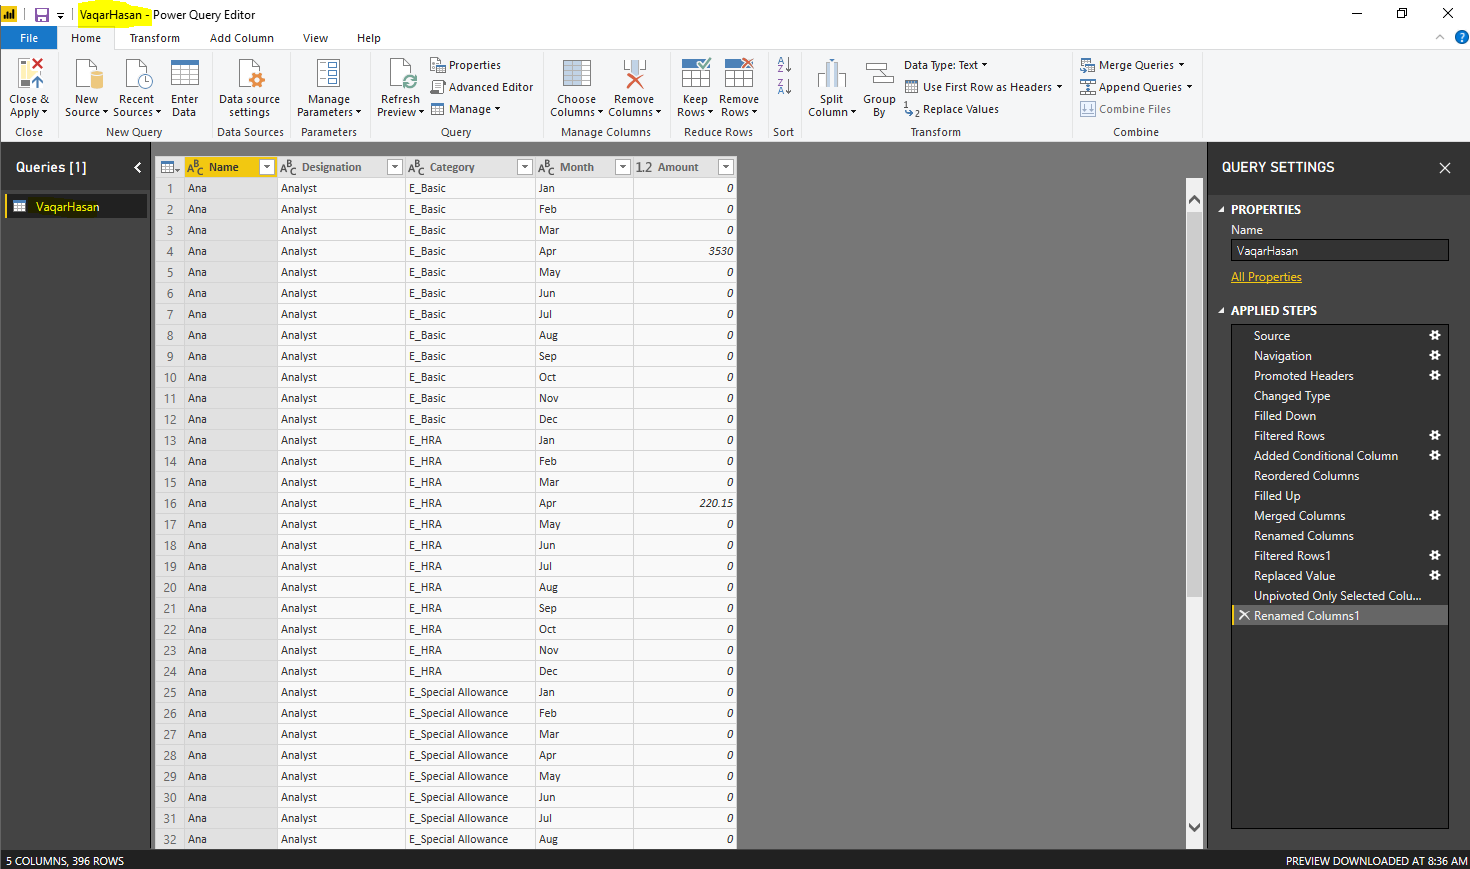 VaqarHasan - Power Query Editor
File Home Transform Add Column View Help
Close & Apply
Close
New Source
Recent Sources
Enter Data
New Query
Data source settings
Data Sources
Manage Parameters
Parameters
Refresh Preview
Properties
Advanced Editor
Manage
Query
Choose Columns
Remove Columns
Manage Columns
Keep Rows
Remove Rows
Reduce Rows
Sort
Split Column
Group By
Data Type: Text
Use First Row as Headers
Replace Values
Transform
Merge Queries
Append Queries
Combine Files
Combine
Queries [1]
VaqarHasan
Name Designation Category Month 1.2 Amount
1 Ana Analyst E_Basic Jan 0
2 Ana Analyst E_Basic Feb 0
3 Ana Analyst E_Basic Mar 0
4 Ana Analyst E_Basic Apr 3530
5 Ana Analyst E_Basic May 0
6 Ana Analyst E_Basic Jun 0
7 Ana Analyst E_Basic Jul 0
8 Ana Analyst E_Basic Aug 0
9 Ana Analyst E_Basic Sep 0
10 Ana Analyst E_Basic Oct 0
11 Ana Analyst E_Basic Nov 0
12 Ana Analyst E_Basic Dec 0
13 Ana Analyst E_HRA Jan 0
14 Ana Analyst E_HRA Feb 0
15 Ana Analyst E_HRA Mar 0
16 Ana Analyst E_HRA Apr 220.15
17 Ana Analyst E_HRA May 0
18 Ana Analyst E_HRA Jun 0
19 Ana Analyst E_HRA Jul 0
20 Ana Analyst E_HRA Aug 0
21 Ana Analyst E_HRA Sep 0
22 Ana Analyst E_HRA Oct 0
23 Ana Analyst E_HRA Nov 0
24 Ana Analyst E_HRA Dec 0
25 Ana Analyst E_Special Allowance Jan 0
26 Ana Analyst E_Special Allowance Feb 0
27 Ana Analyst E_Special Allowance Mar 0
28 Ana Analyst E_Special Allowance Apr 0
29 Ana Analyst E_Special Allowance May 0
30 Ana Analyst E_Special Allowance Jun 0
31 Ana Analyst E_Special Allowance Jul 0
32 Ana Analyst E_Special Allowance Aug 0
QUERY SETTINGS
PROPERTIES
Name
VaqarHasan
All Properties
APPLIED STEPS
Source
Navigation
Promoted Headers
Changed Type
Filled Down
Filtered Rows
Added Conditional Column
Reordered Columns
Filled Up
Merged Columns
Renamed Columns
Filtered Rows1
Replaced Value
Unpivoted Only Selected Colu...
Renamed Columns1
5 COLUMNS, 396 ROWS
PREVIEW DOWNLOADED AT 8:36 AM